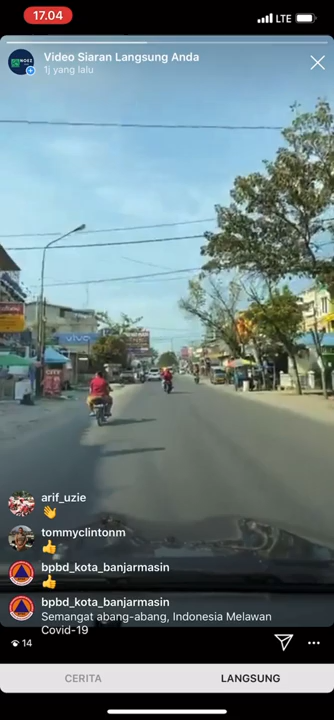 17.04
LTE
Video Siaran Langsung Anda
1j yang lalu
vivo
arif_uzie
👋
tommyclintonm
👍
bpbd_kota_banjarmasin
👍
bpbd_kota_banjarmasin
Semangat abang-abang, Indonesia Melawan
Covid-19
14
CERITA
LANGSUNG